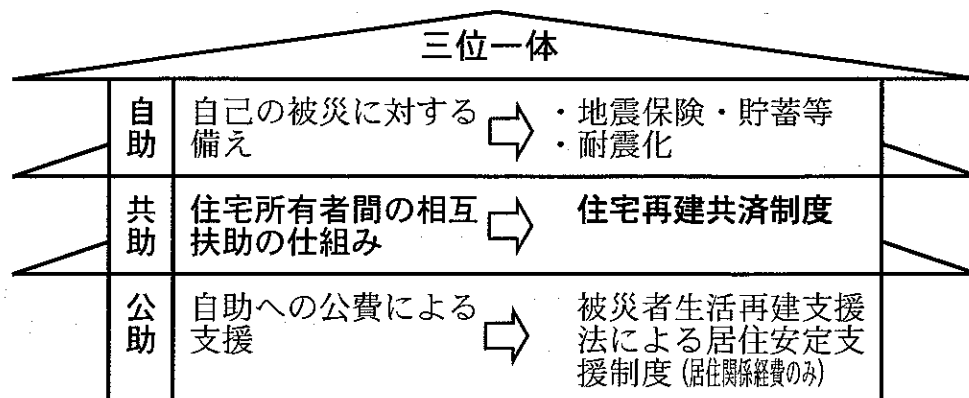 三位一体
自助
自己の被災に対する
備え
・地震保険・貯蓄等
・耐震化
共助
住宅所有者間の相互
扶助の仕組み
住宅再建共済制度
公助
自助への公費による
支援
被災者生活再建支援
法による居住安定支
援制度(居住関係経費のみ)